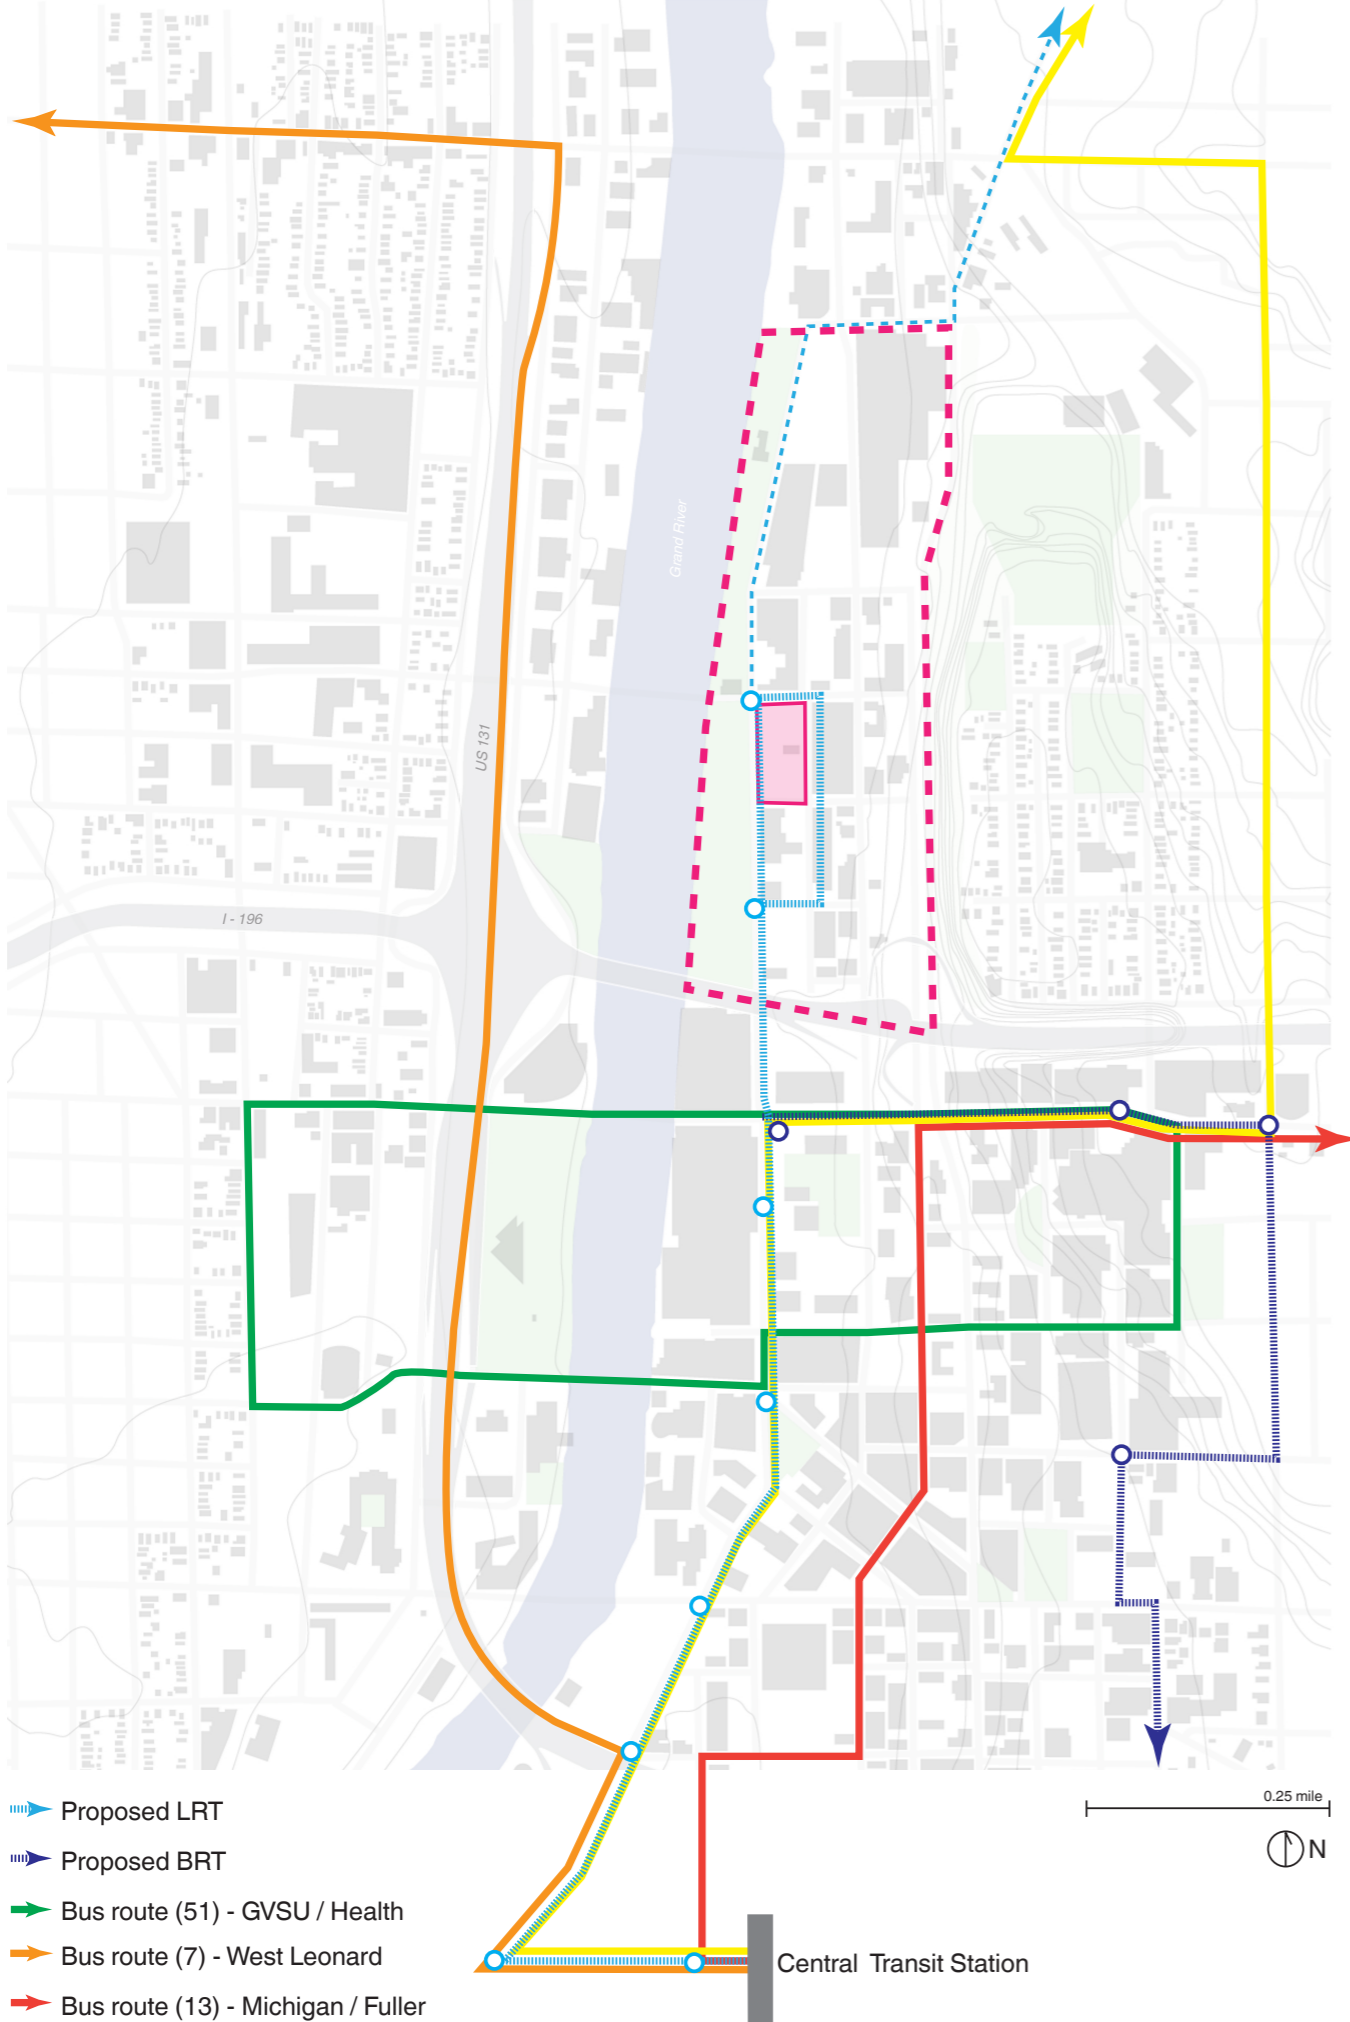 Grand River
US 131
I - 196
Proposed LRT
Proposed BRT
Bus route (51) - GVSU / Health
Bus route (7) - West Leonard
Bus route (13) - Michigan / Fuller
0.25 mile
N
Central Transit Station